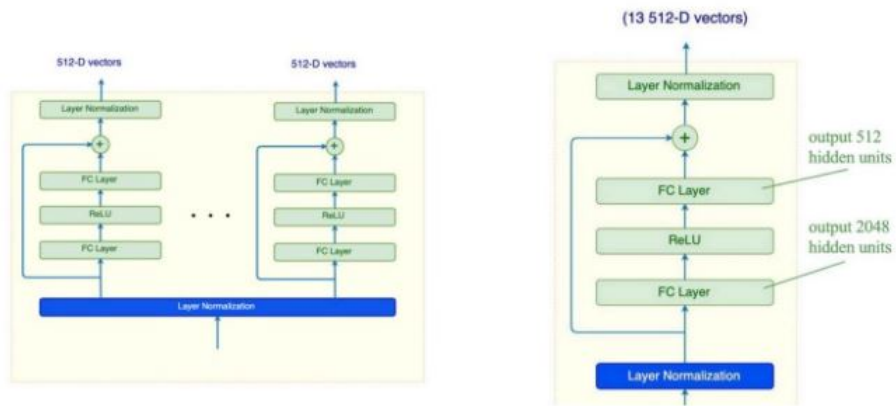 512-D vectors
512-D vectors
Layer Normalization
Layer Normalization
+
+
FC Layer
FC Layer
ReLU
. . .
ReLU
FC Layer
FC Layer
Layer Normalization
(13 512-D vectors)
Layer Normalization
+
output 512
hidden units
FC Layer
ReLU
output 2048
hidden units
FC Layer
Layer Normalization